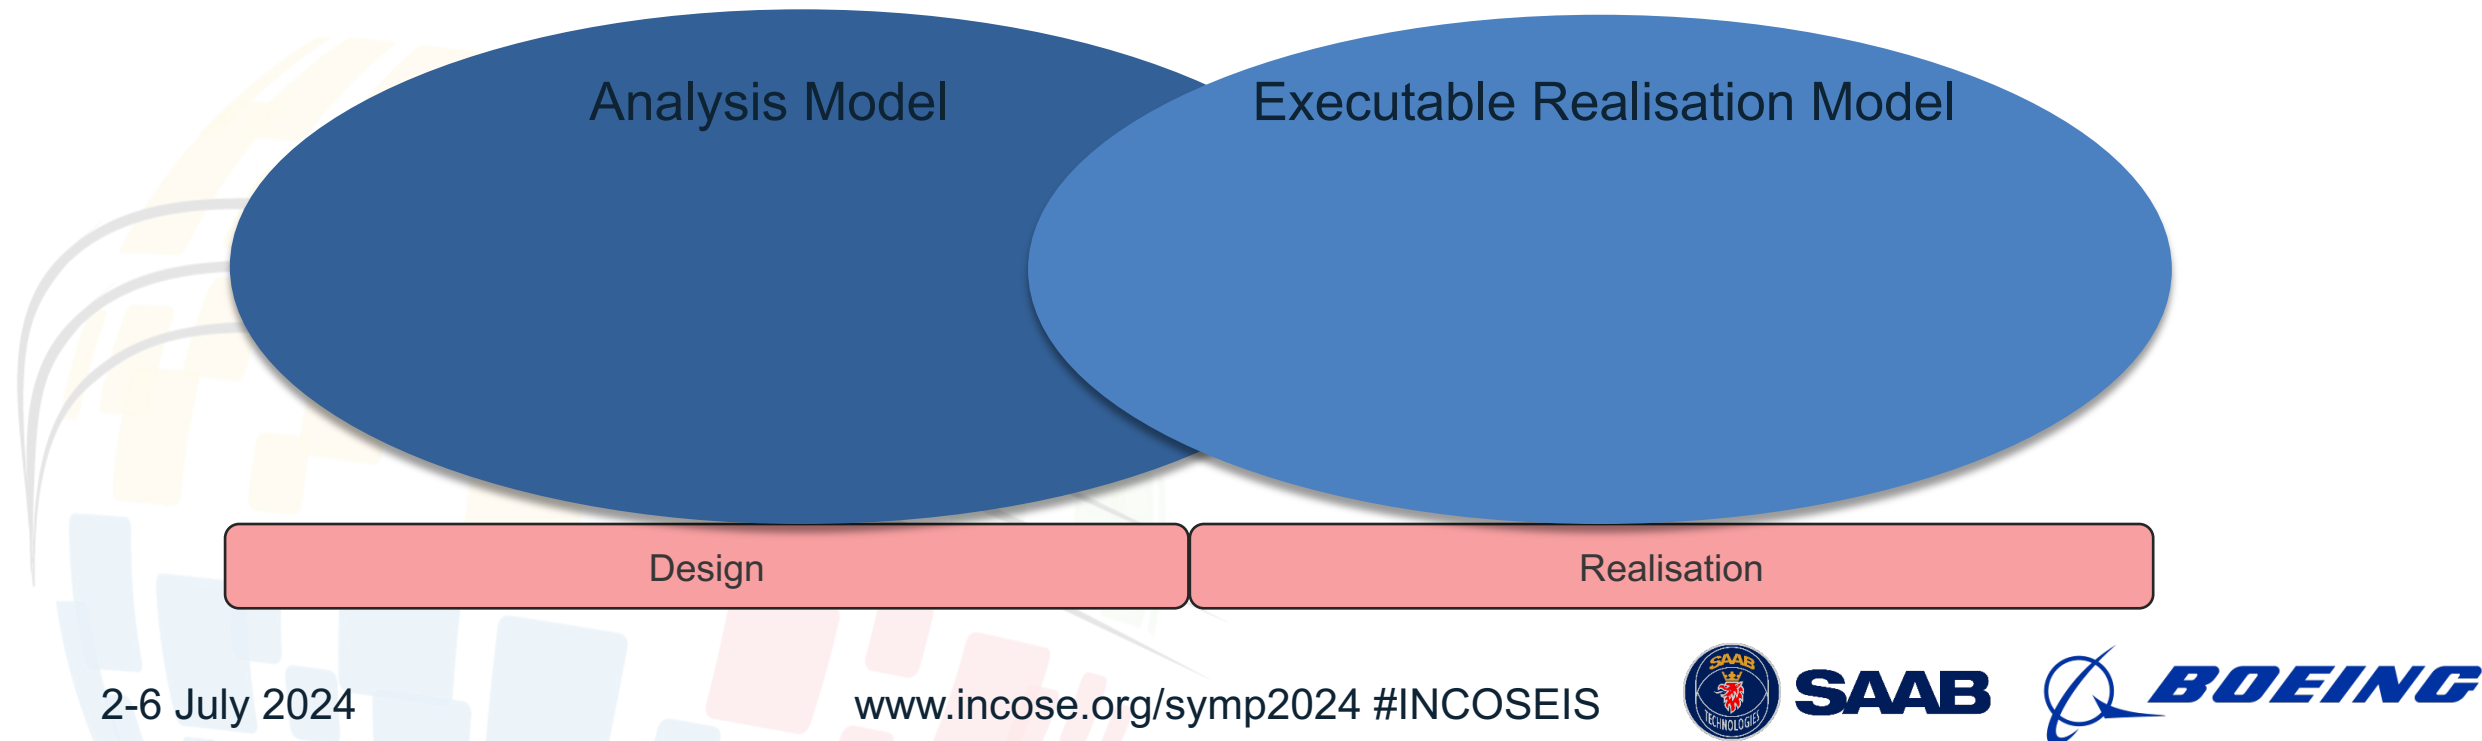 Analysis Model
Executable Realisation Model
Design
Realisation
2-6 July 2024
www.incose.org/symp2024 #INCOSEIS
SAAB
TECHNOLOGIES
SAAB
BOEING